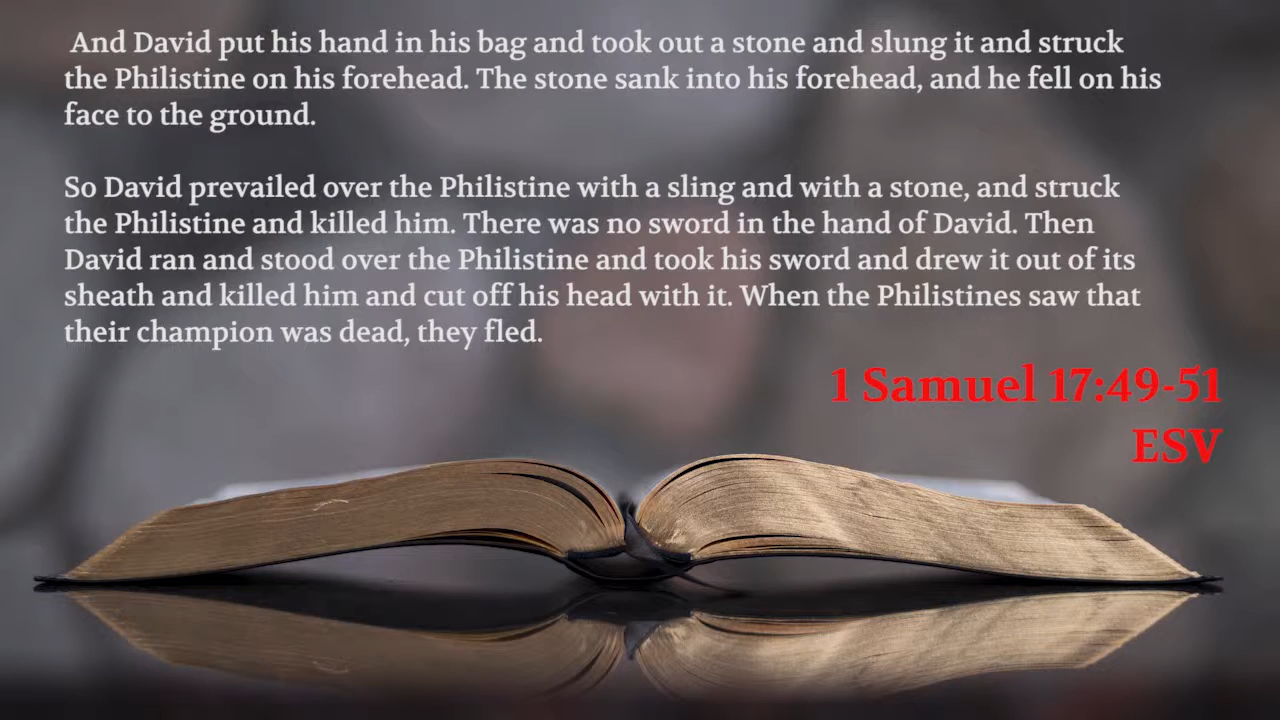 And David put his hand in his bag and took out a stone and slung it and struck
the Philistine on his forehead. The stone sank into his forehead, and he fell on his
face to the ground.
So David prevailed over the Philistine with a sling and with a stone, and struck
the Philistine and killed him. There was no sword in the hand of David. Then
David ran and stood over the Philistine and took his sword and drew it out of its
sheath and killed him and cut off his head with it. When the Philistines saw that
their champion was dead, they fled.
1 Samuel 17:49-51
ESV